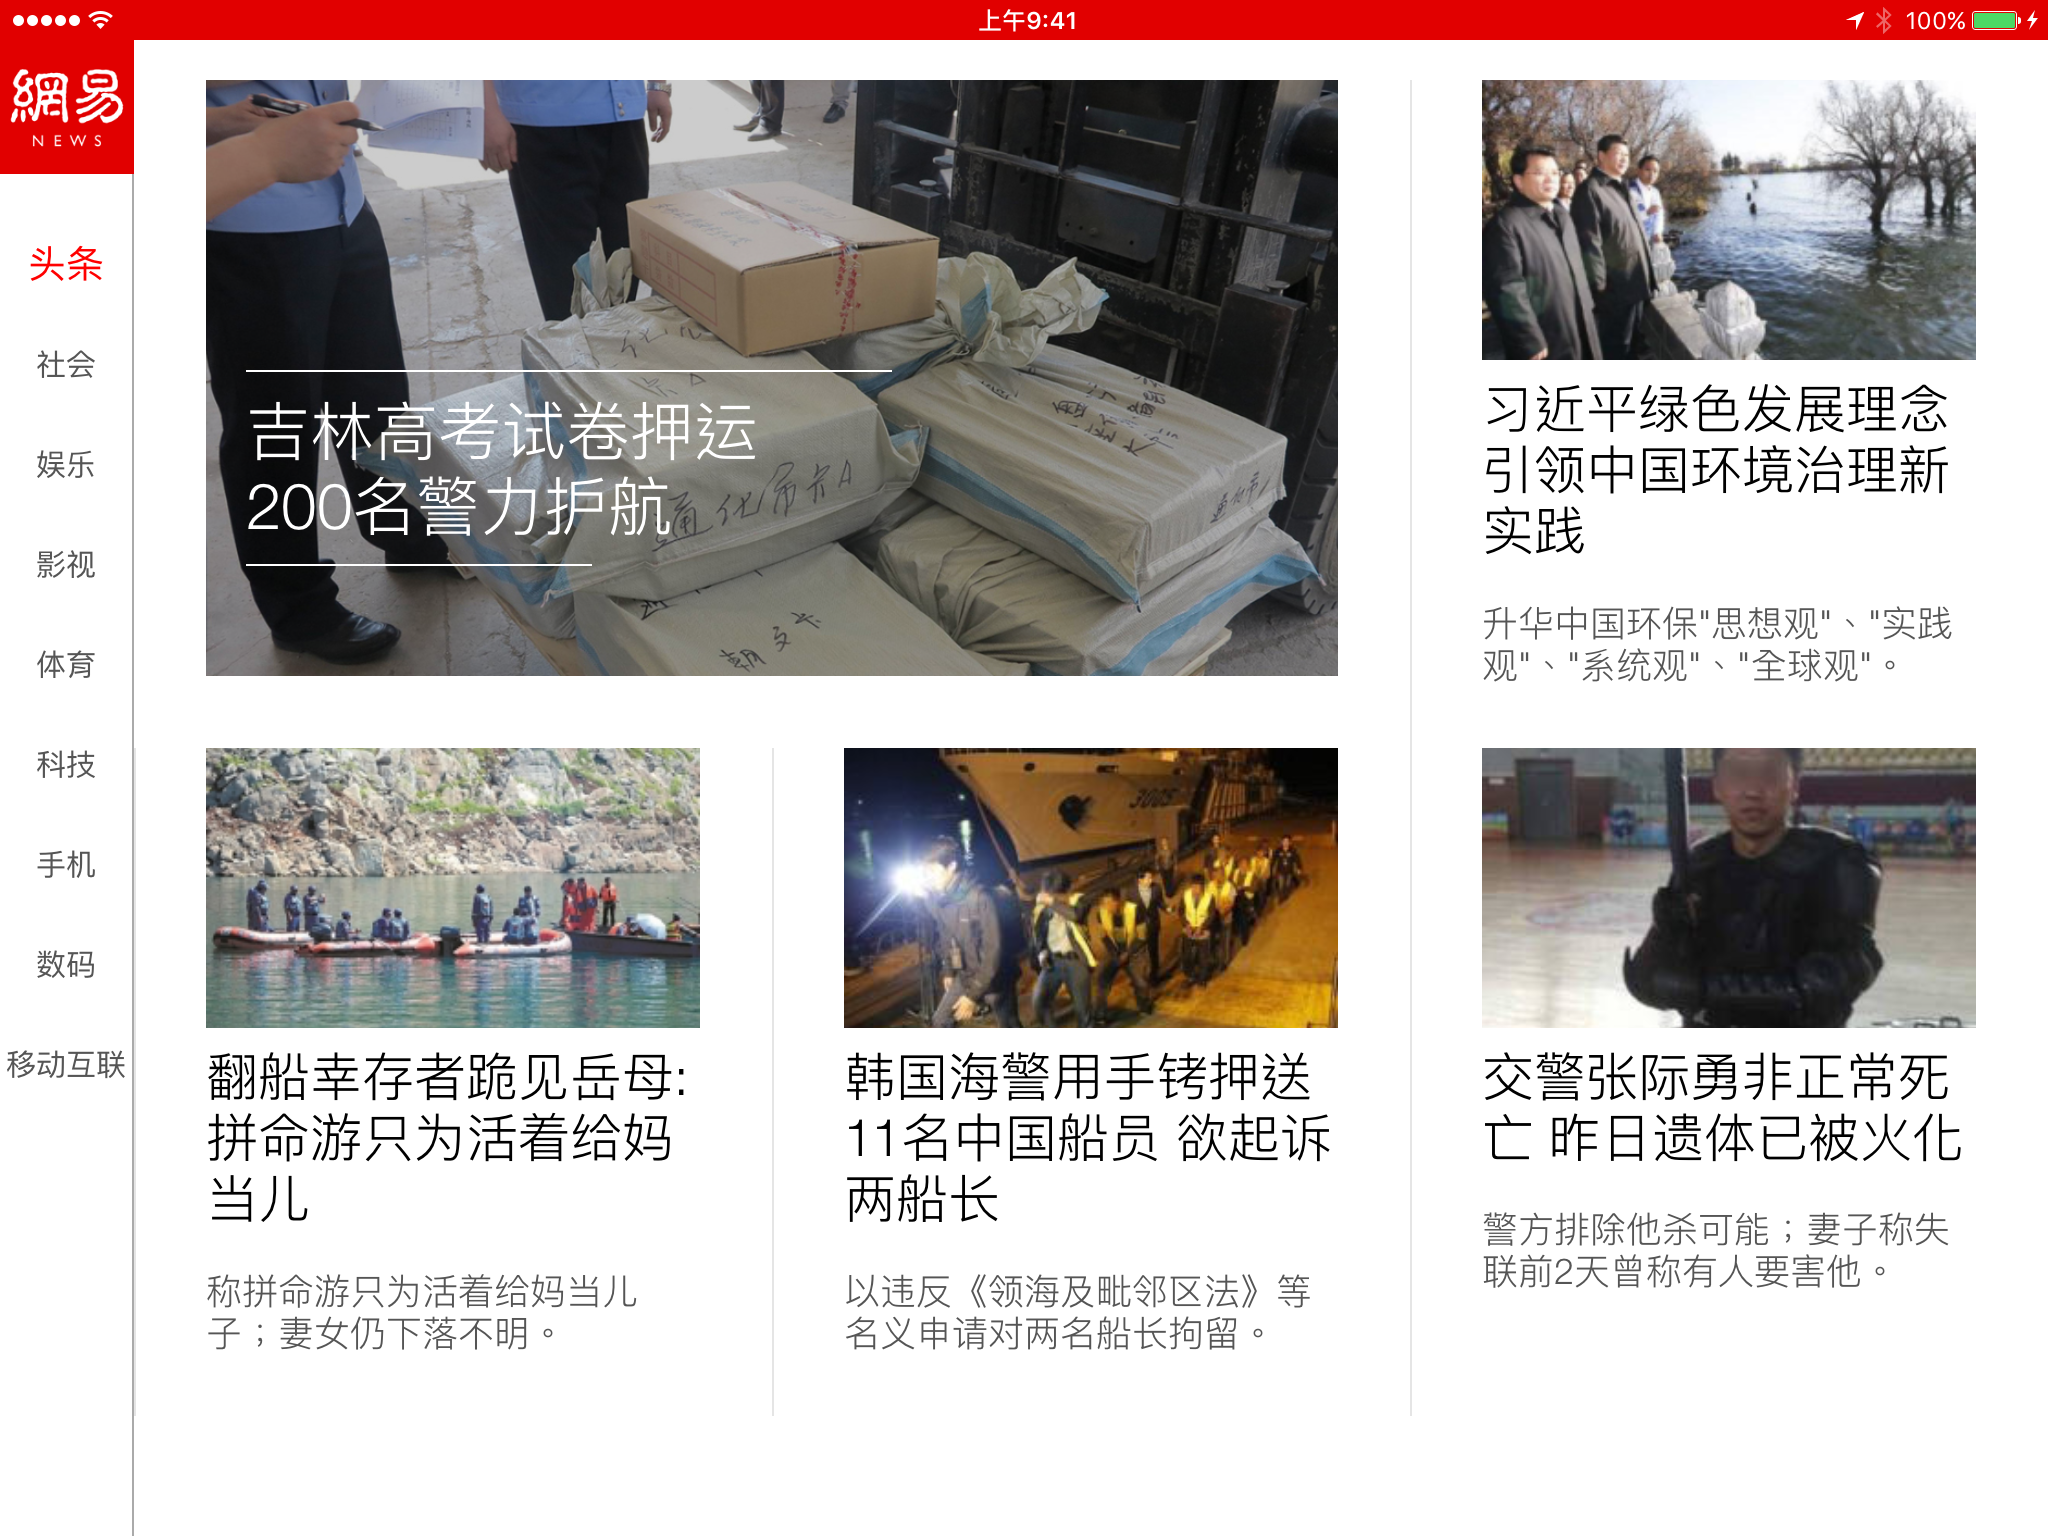 上午9:41
100%
網易
NEWS
头条
社会
娱乐
影视
体育
科技
手机
数码
移动互联
吉林高考试卷押运
200名警力护航
通化市卡A
朝文卡
习近平绿色发展理念
引领中国环境治理新
实践
升华中国环保"思想观"、"实践
观"、"系统观"、"全球观"。
翻船幸存者跪见岳母:
拼命游只为活着给妈
当儿
称拼命游只为活着给妈当儿
子；妻女仍下落不明。
3005
韩国海警用手铐押送
11名中国船员 欲起诉
两船长
以违反《领海及毗邻区法》等
名义申请对两名船长拘留。
交警张际勇非正常死
亡 昨日遗体已被火化
警方排除他杀可能；妻子称失
联前2天曾称有人要害他。